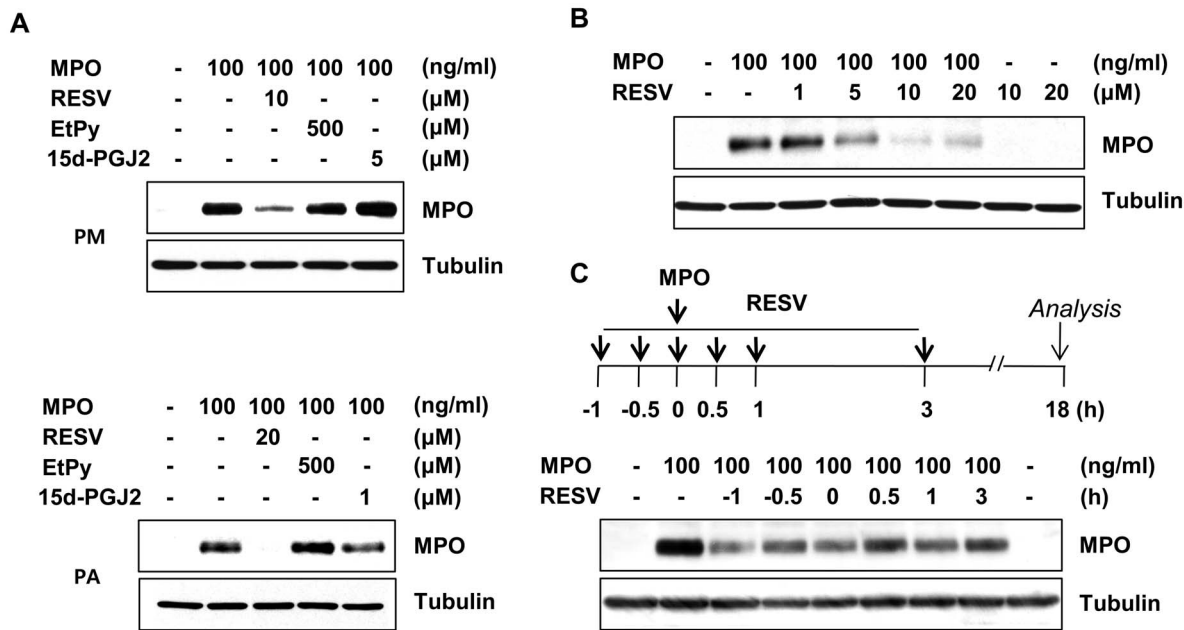 A
MPO - 100 100 100 100 (ng/ml)
RESV - - 10 - - (μM)
EtPy - - - 500 - (μM)
15d-PGJ2 - - - - 5 (μM)
PM
MPO
Tubulin
MPO - 100 100 100 100 (ng/ml)
RESV - - 20 - - (μM)
EtPy - - - 500 - (μM)
15d-PGJ2 - - - - 1 (μM)
PA
MPO
Tubulin
B
MPO - 100 100 100 100 100 - - (ng/ml)
RESV - - 1 5 10 20 10 20 (μM)
MPO
Tubulin
C
MPO
RESV
Analysis
-1 -0.5 0 0.5 1 3 18 (h)
MPO - 100 100 100 100 100 100 100 - (ng/ml)
RESV - - -1 -0.5 0 0.5 1 3 - (h)
MPO
Tubulin